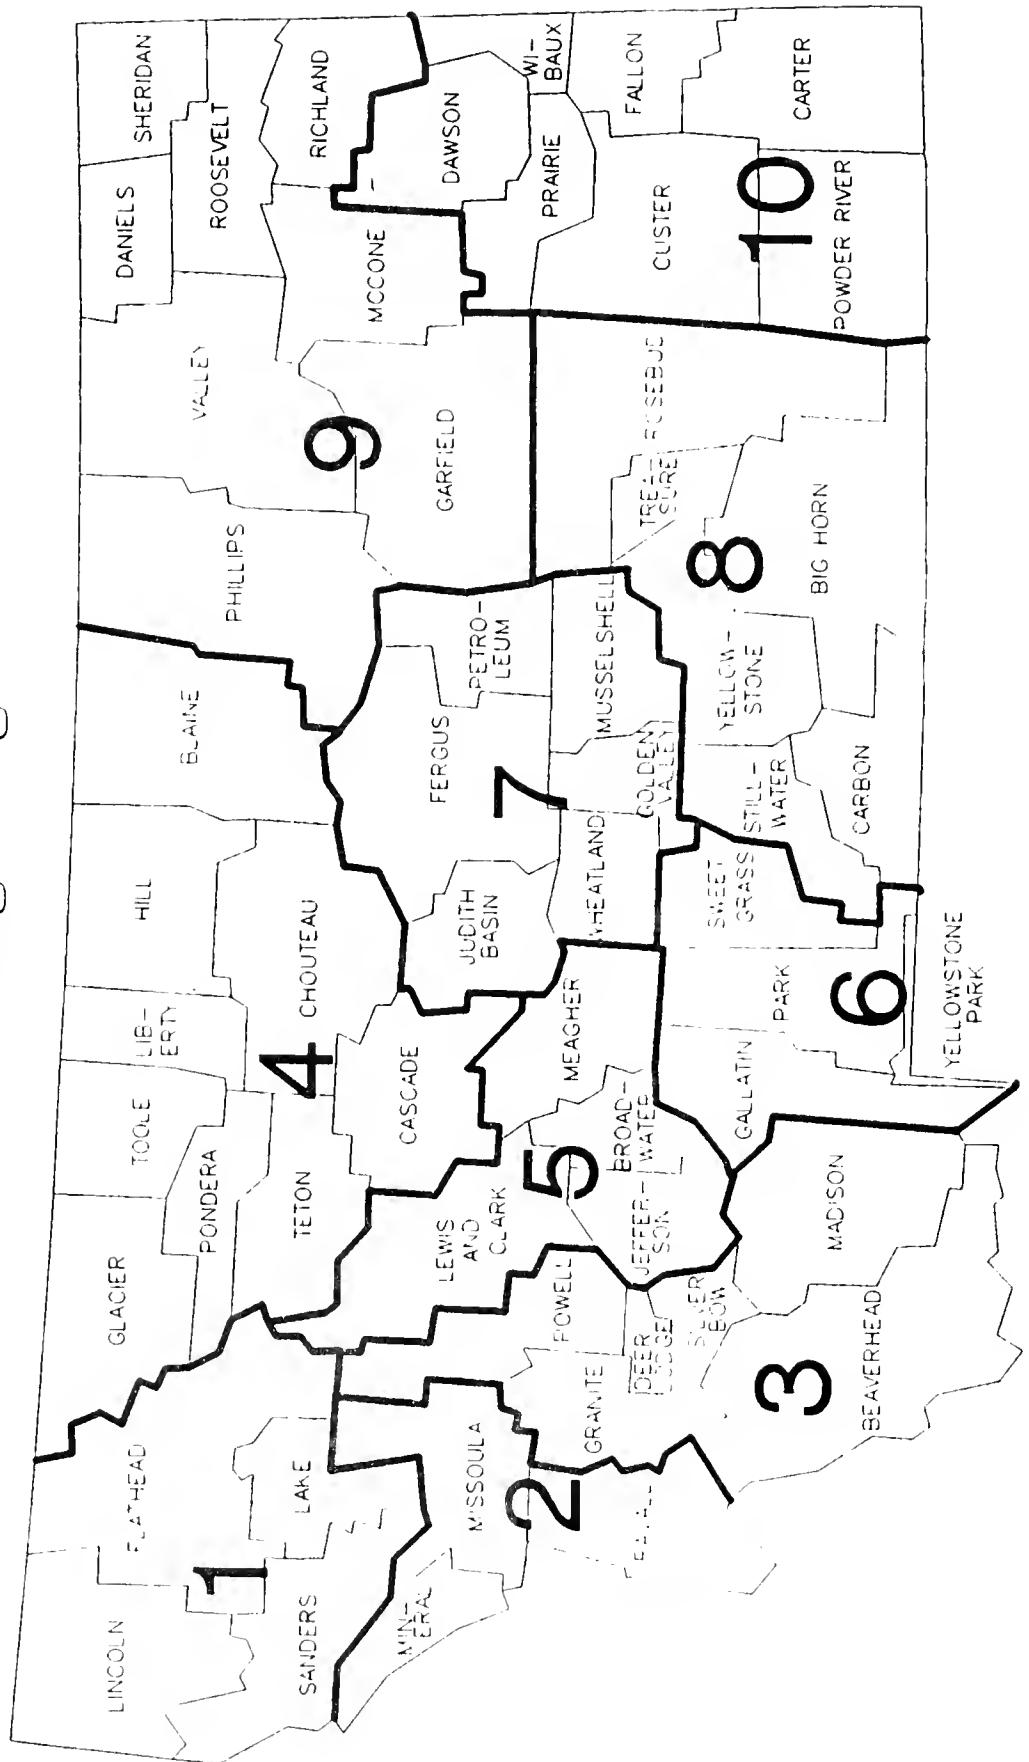 LINCOLN
FLATHEAD
GLACIER
TOOLE
LIB-
ERTY
HILL
BLAINE
PHILLIPS
VALLEY
DANIELS
SHERIDAN
ROOSEVELT
1
PONDERA
4
CHOUTEAU
9
RICHLAND
SANDERS
LAKE
TETON
MCCONE
MIN-
ERAL
MISSOULA
LEWIS
AND
CLARK
CASCADE
JUDITH
BASIN
FERGUS
PETRO-
LEUM
GARFIELD
DAWSON
WI-
BAUX
2
POWELL
5
MEAGHER
7
WHEATLAND
GOLDEN
VALLEY
MUSSELSHELL
PRAIRIE
GRANITE
DEER
LODGE
JEFFER-
SON
BROAD-
WATER
TREA-
SURE
ROSEBUD
CUSTER
FALLON
3
BOW
SWEET
GRASS
STILL-
WATER
YELLOW-
STONE
8
10
BEAVERHEAD
MADISON
GALLATIN
PARK
6
CARBON
BIG HORN
POWDER RIVER
CARTER
YELLOWSTONE
PARK